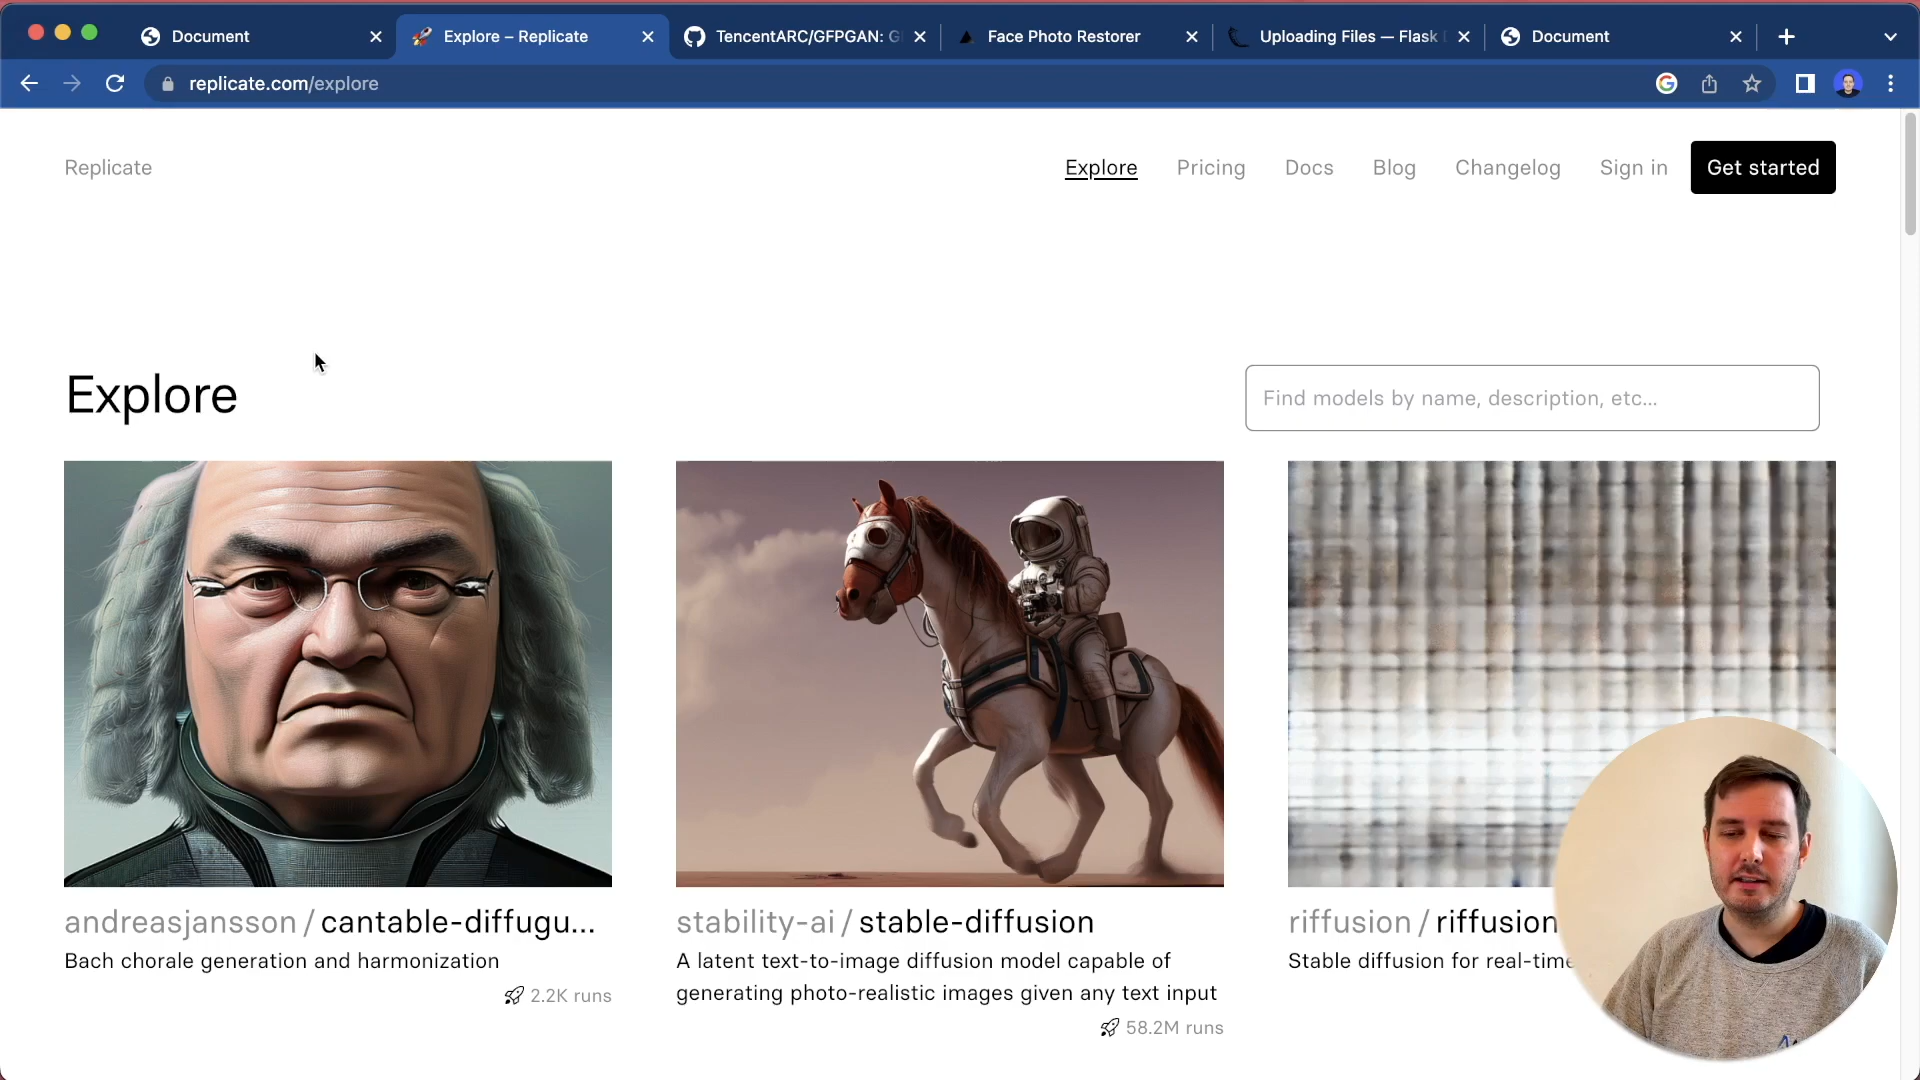 Document
Explore – Replicate
TencentARC/GFPGAN: G
Face Photo Restorer
Uploading Files — Flask
Document
replicate.com/explore
Replicate
Explore
Pricing
Docs
Blog
Changelog
Sign in
Get started
Explore
Find models by name, description, etc...
andreasjansson / cantable-diffugu...
Bach chorale generation and harmonization
2.2K runs
stability-ai / stable-diffusion
A latent text-to-image diffusion model capable of
generating photo-realistic images given any text input
58.2M runs
riffusion / riffusion
Stable diffusion for real-time